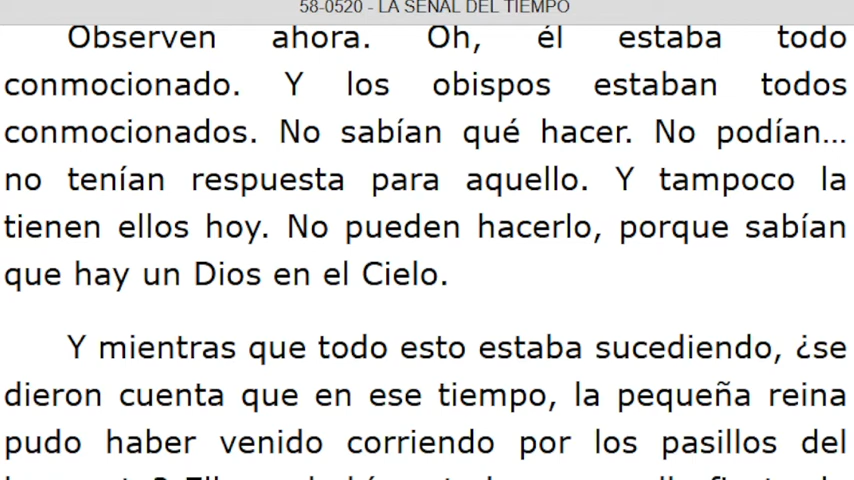 58-0520 - LA SEÑAL DEL TIEMPO
Observen ahora. Oh, él estaba todo
conmocionado. Y los obispos estaban todos
conmocionados. No sabían qué hacer. No podían...
no tenían respuesta para aquello. Y tampoco la
tienen ellos hoy. No pueden hacerlo, porque sabían
que hay un Dios en el Cielo.
Y mientras que todo esto estaba sucediendo, ¿se
dieron cuenta que en ese tiempo, la pequeña reina
pudo haber venido corriendo por los pasillos del